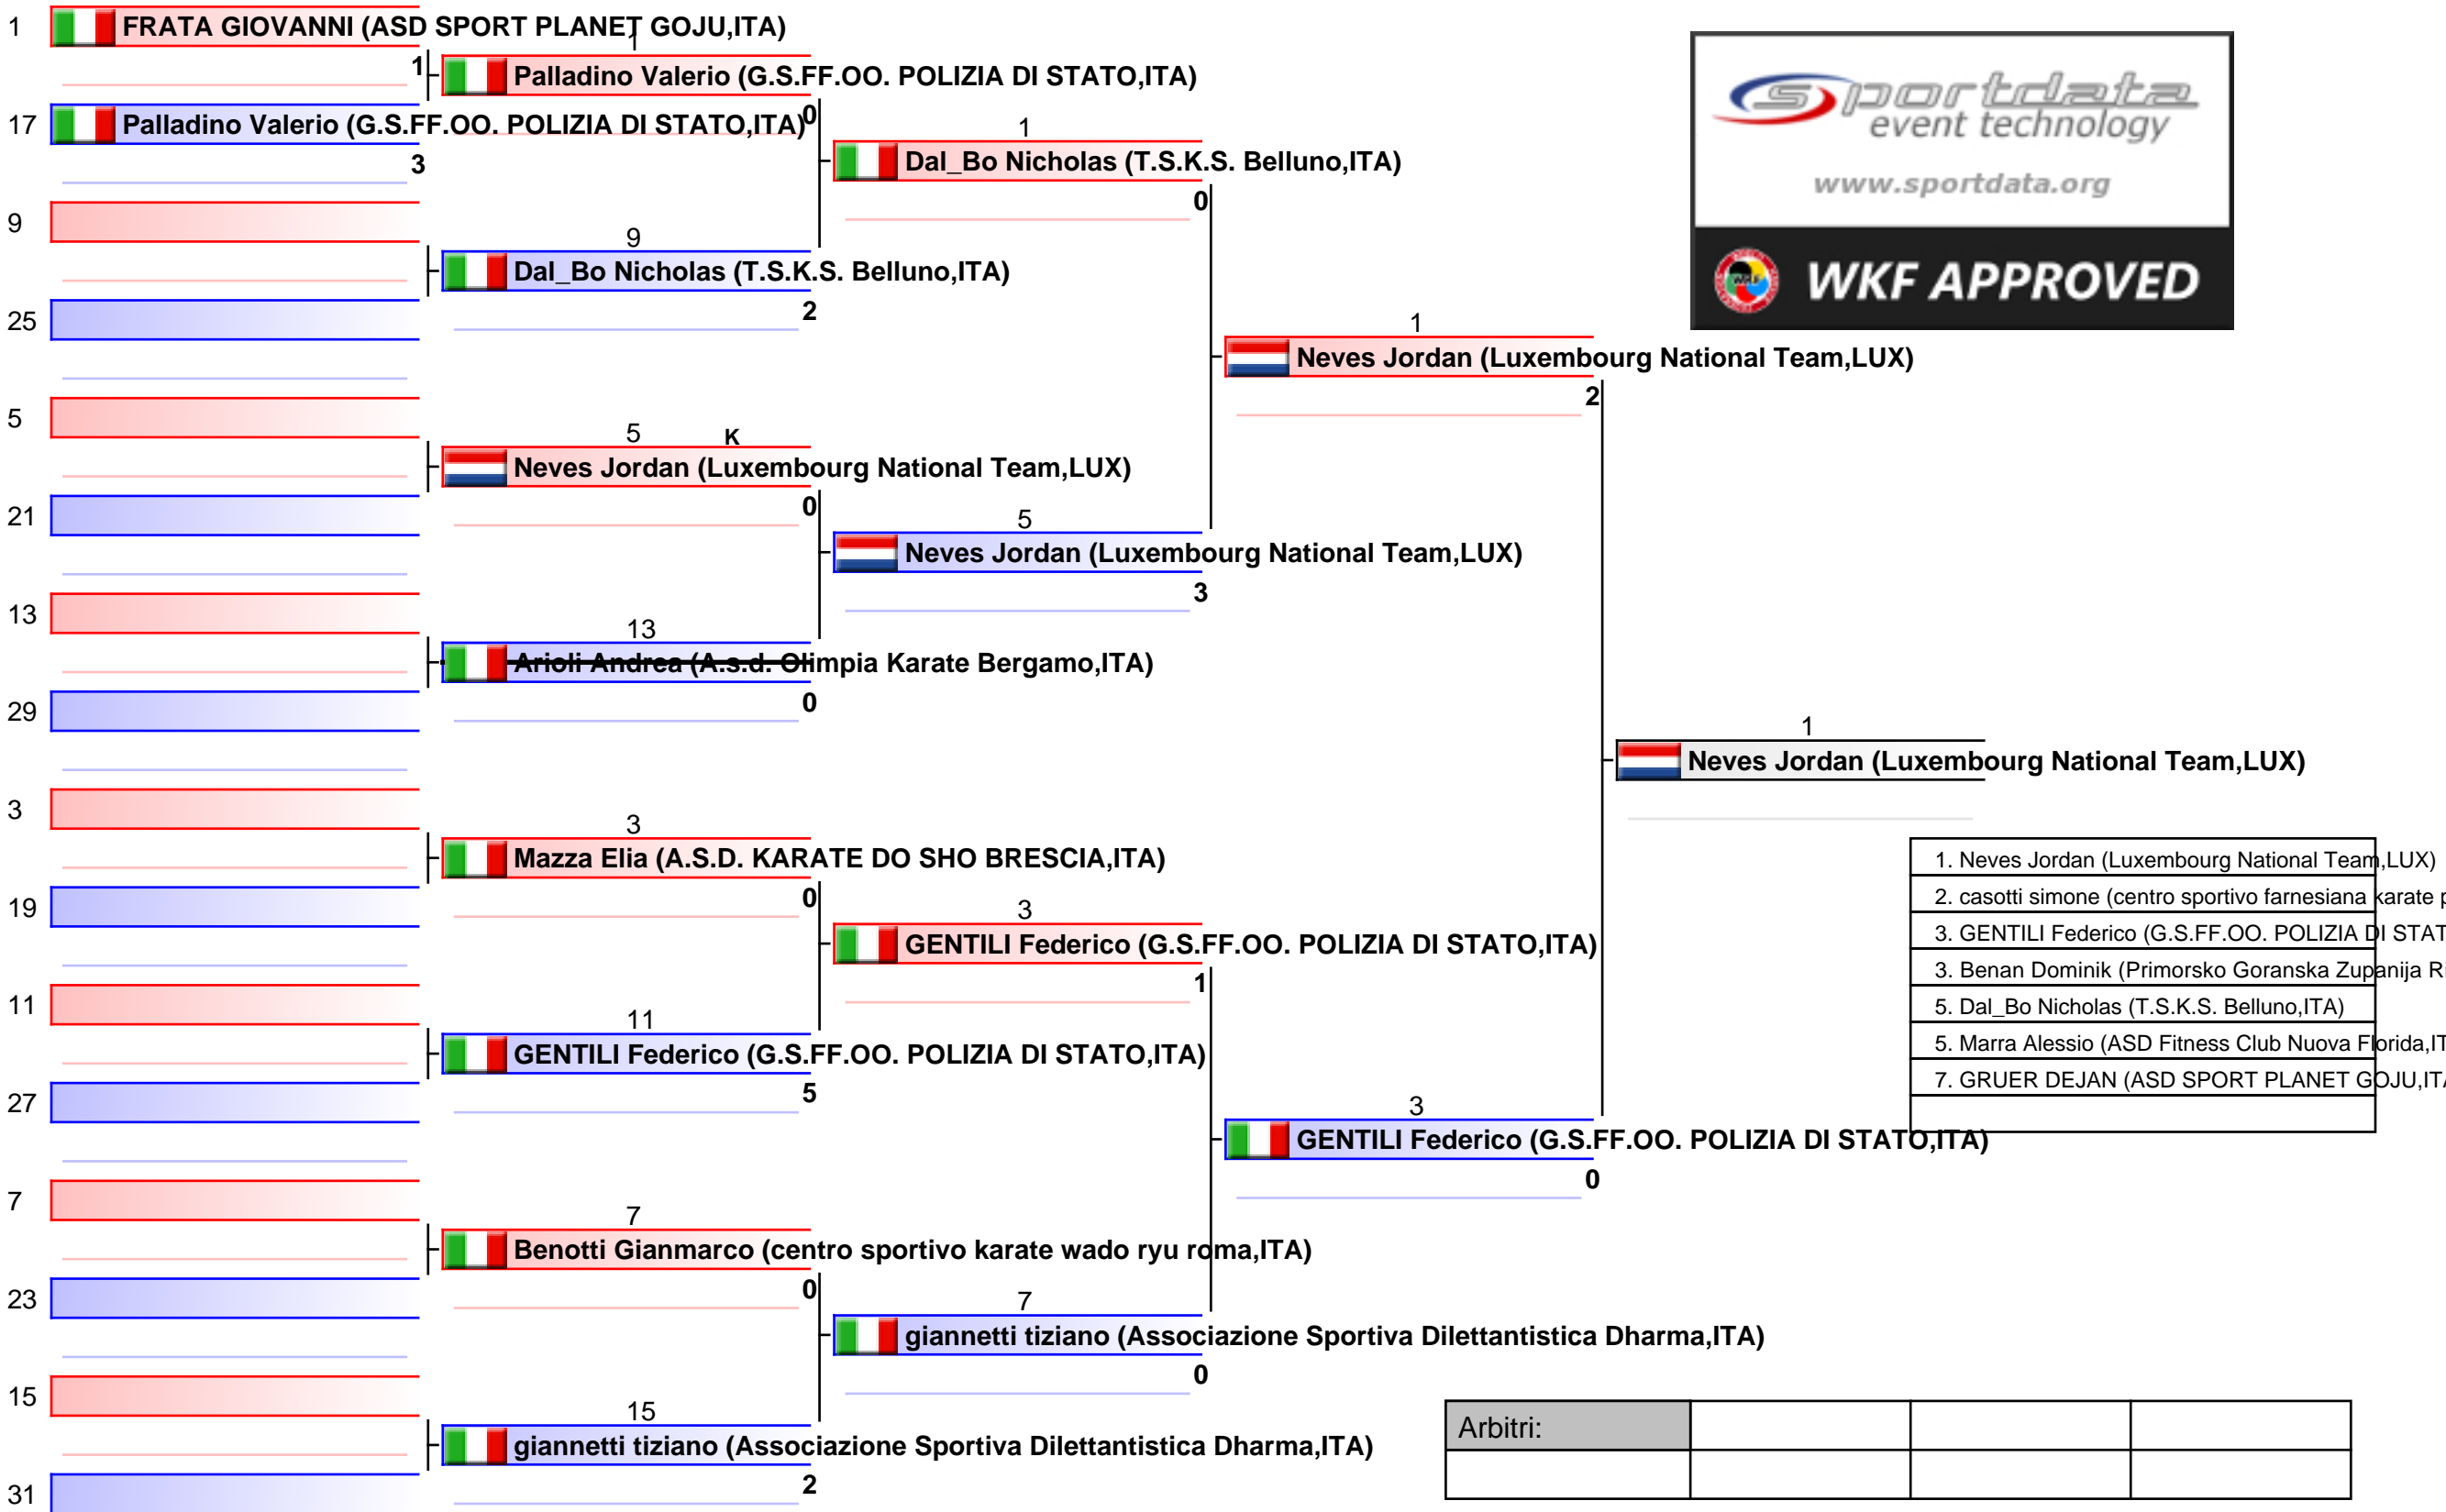 1 FRATA GIOVANNI (ASD SPORT PLANET GOJU,ITA)
1
1
Palladino Valerio (G.S.FF.OO. POLIZIA DI STATO,ITA)
0
17 Palladino Valerio (G.S.FF.OO. POLIZIA DI STATO,ITA)
3
1
Dal_Bo Nicholas (T.S.K.S. Belluno,ITA)
0
9
9
Dal_Bo Nicholas (T.S.K.S. Belluno,ITA)
2
25
1
Neves Jordan (Luxembourg National Team,LUX)
2
5
5 K
Neves Jordan (Luxembourg National Team,LUX)
0
21
5
Neves Jordan (Luxembourg National Team,LUX)
3
13
13
Arioli Andrea (A.s.d. Olimpia Karate Bergamo,ITA)
0
29
1
Neves Jordan (Luxembourg National Team,LUX)
3
3
Mazza Elia (A.S.D. KARATE DO SHO BRESCIA,ITA)
0
19
3
GENTILI Federico (G.S.FF.OO. POLIZIA DI STATO,ITA)
1
11
11
GENTILI Federico (G.S.FF.OO. POLIZIA DI STATO,ITA)
5
27
3
GENTILI Federico (G.S.FF.OO. POLIZIA DI STATO,ITA)
0
7
7
Benotti Gianmarco (centro sportivo karate wado ryu roma,ITA)
0
23
7
giannetti tiziano (Associazione Sportiva Dilettantistica Dharma,ITA)
0
15
15
giannetti tiziano (Associazione Sportiva Dilettantistica Dharma,ITA)
2
31
sportdata
event technology
www.sportdata.org
WKF APPROVED
1. Neves Jordan (Luxembourg National Team,LUX)
2. casotti simone (centro sportivo farnesiana karate
3. GENTILI Federico (G.S.FF.OO. POLIZIA DI STAT
3. Benan Dominik (Primorsko Goranska Zupanija
5. Dal_Bo Nicholas (T.S.K.S. Belluno,ITA)
5. Marra Alessio (ASD Fitness Club Nuova Florida,IT
7. GRUER DEJAN (ASD SPORT PLANET GOJU,IT
Arbitri: